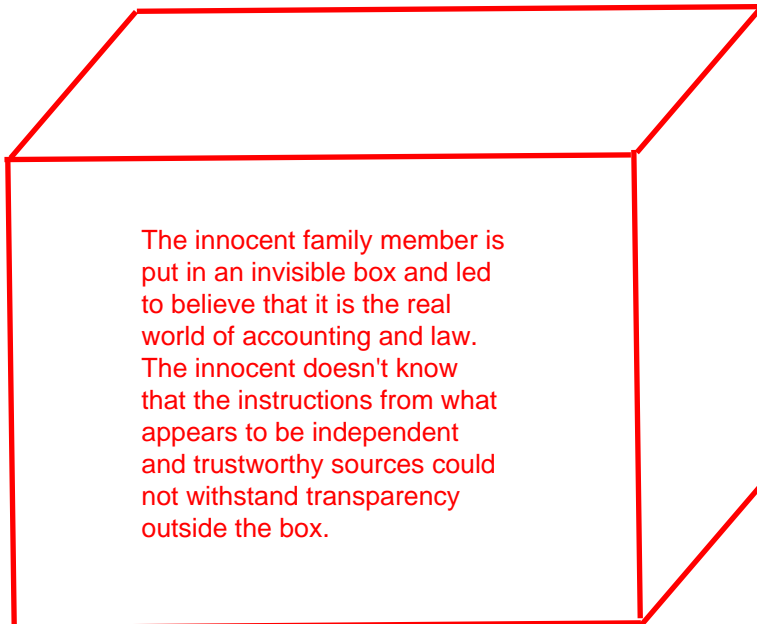 The innocent family member is
put in an invisible box and led
to believe that it is the real
world of accounting and law.
The innocent doesn't know
that the instructions from what
appears to be independent
and trustworthy sources could
not withstand transparency
outside the box.